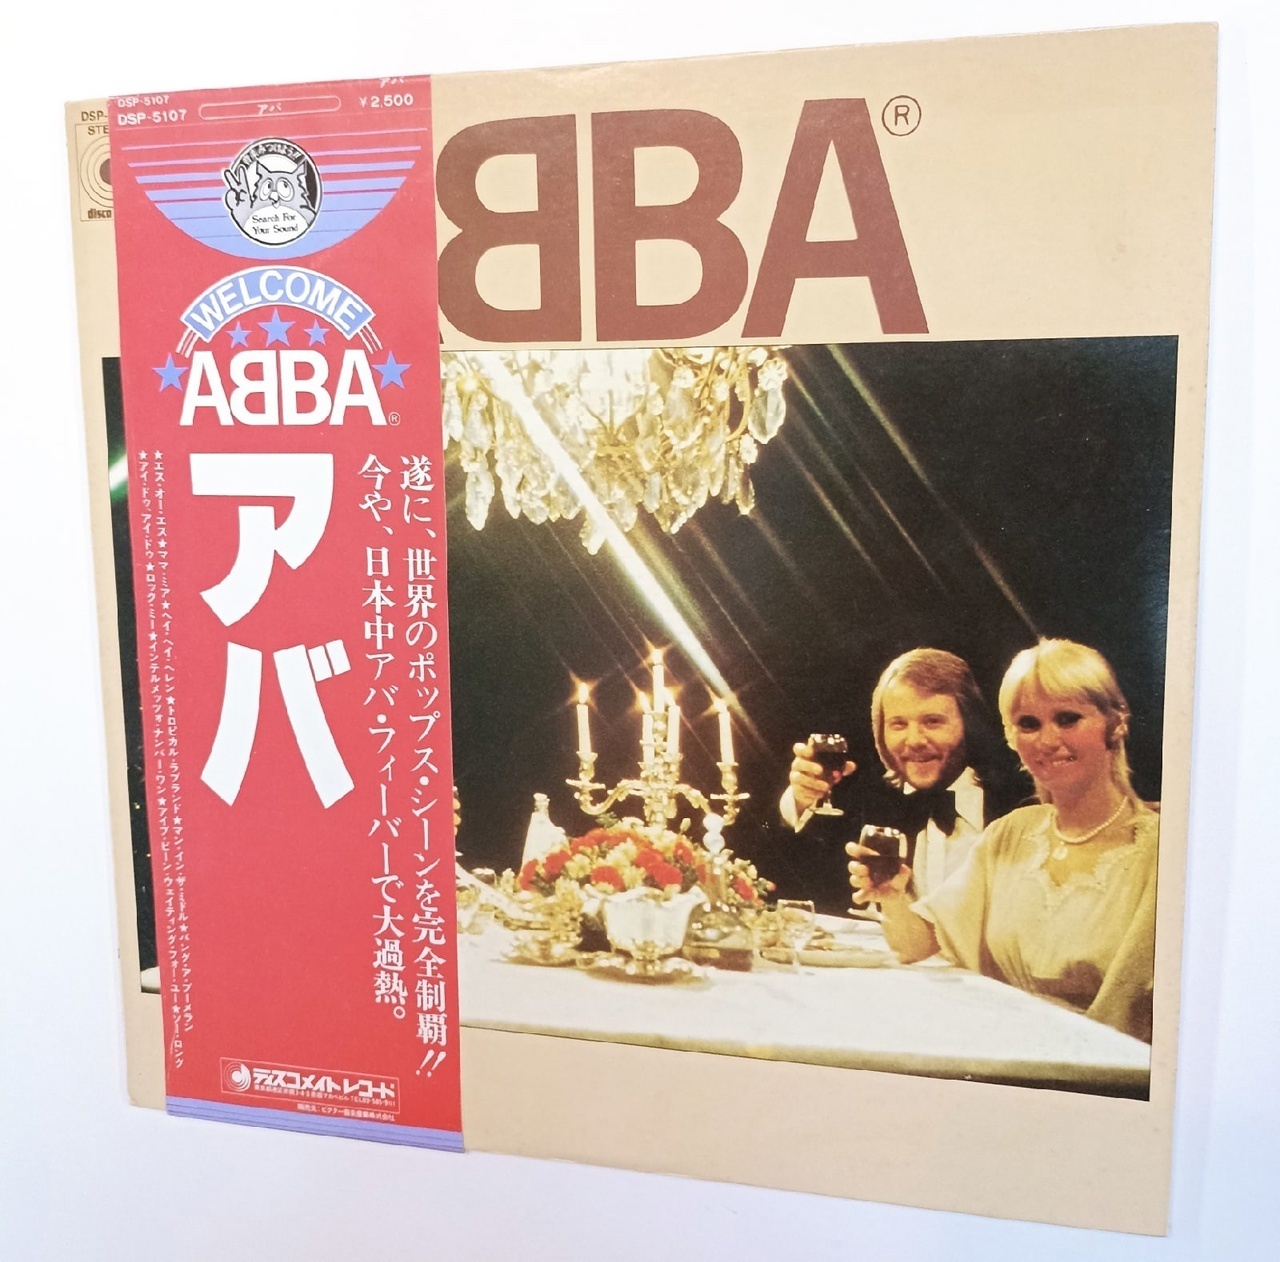 DSP-
STE
disco
ABBA®
アバ
DSP-5107
DSP-5107
アバ
¥2,500
Search For
Your Sound
WELCOME
ABBA®
アバ
遂に、世界のポップス・シーンを完全制覇!!
今や、日本中アバ・フィーバーで大過熱。
★エス・オー・エス★ママ・ミア★ヘイ・ヘイ・ヘレン★トロピカル・ラブランド★マン・イン・ザ・ミドル★バング・ア・ブーメラン
★アイ・ドゥ、アイ・ドゥ★ロック・ミー★インテルメッツォ・ナンバー・ワン★アイブ・ビーン・ウェイティング・フォー・ユー★ソー・ロング
ディスコメイトレコード